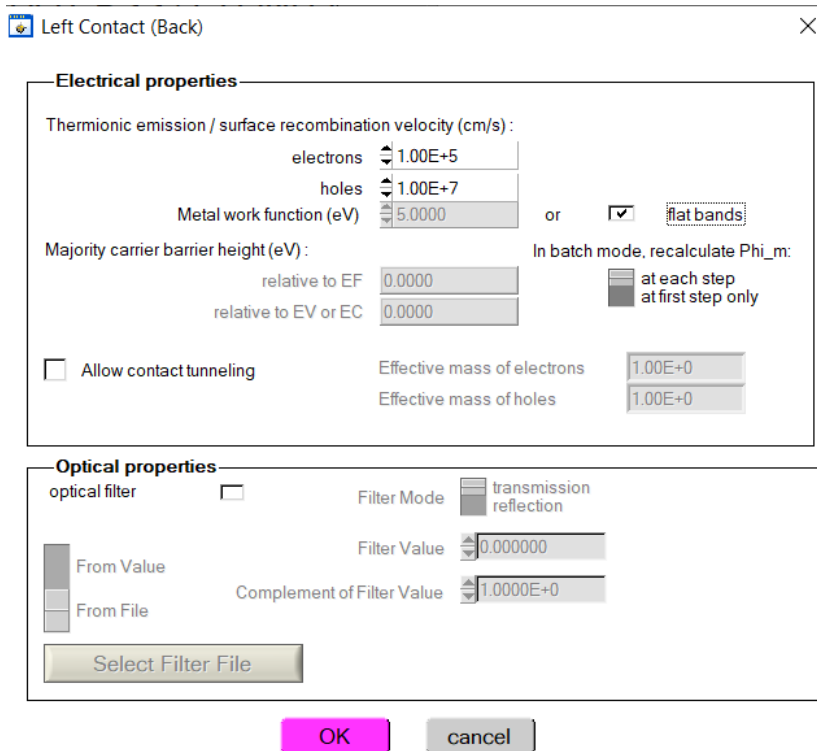 Left Contact (Back)
Electrical properties
Thermionic emission / surface recombination velocity (cm/s) :
electrons 1.00E+5
holes 1.00E+7
Metal work function (eV) 5.0000 or flat bands
Majority carrier barrier height (eV) : In batch mode, recalculate Phi_m:
relative to EF 0.0000 at each step
relative to EV or EC 0.0000 at first step only
Allow contact tunneling Effective mass of electrons 1.00E+0
Effective mass of holes 1.00E+0
Optical properties
optical filter Filter Mode transmission
reflection
From Value Filter Value 0.000000
From File Complement of Filter Value 1.0000E+0
Select Filter File
OK cancel